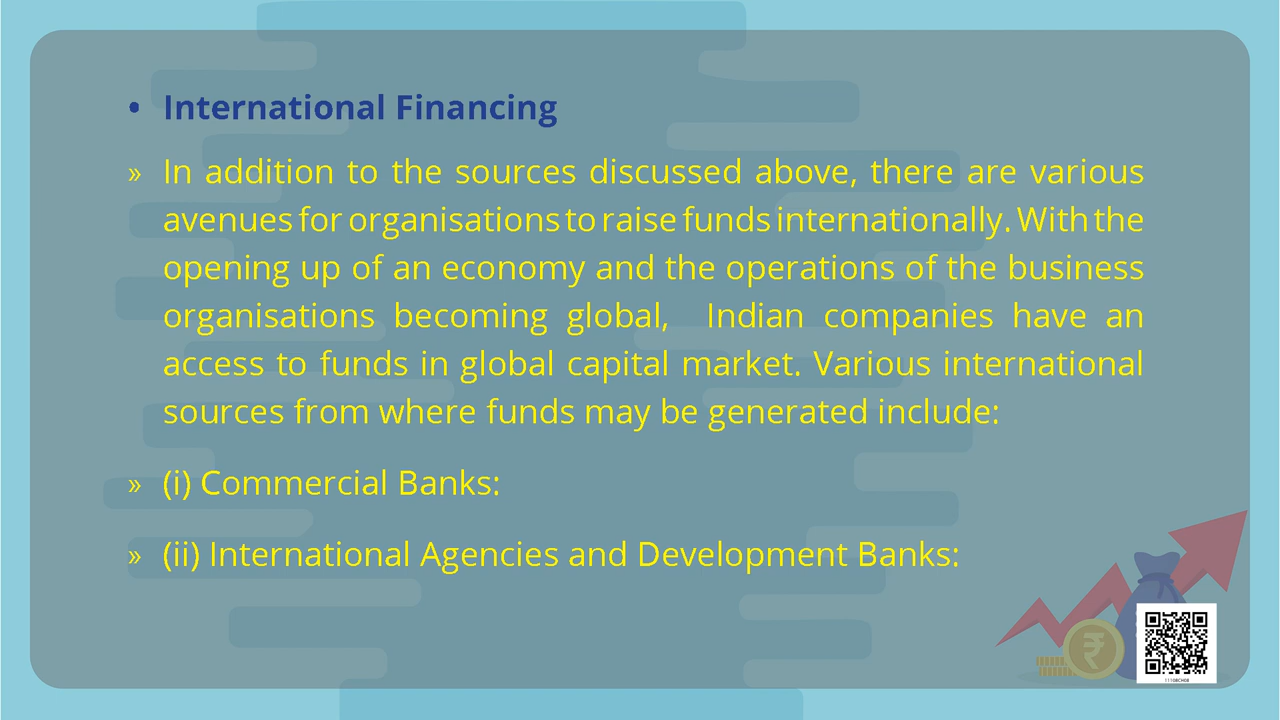 • International Financing
» In addition to the sources discussed above, there are various
avenues for organisations to raise funds internationally. With the
opening up of an economy and the operations of the business
organisations becoming global, Indian companies have an
access to funds in global capital market. Various international
sources from where funds may be generated include:
» (i) Commercial Banks:
» (ii) International Agencies and Development Banks:
₹